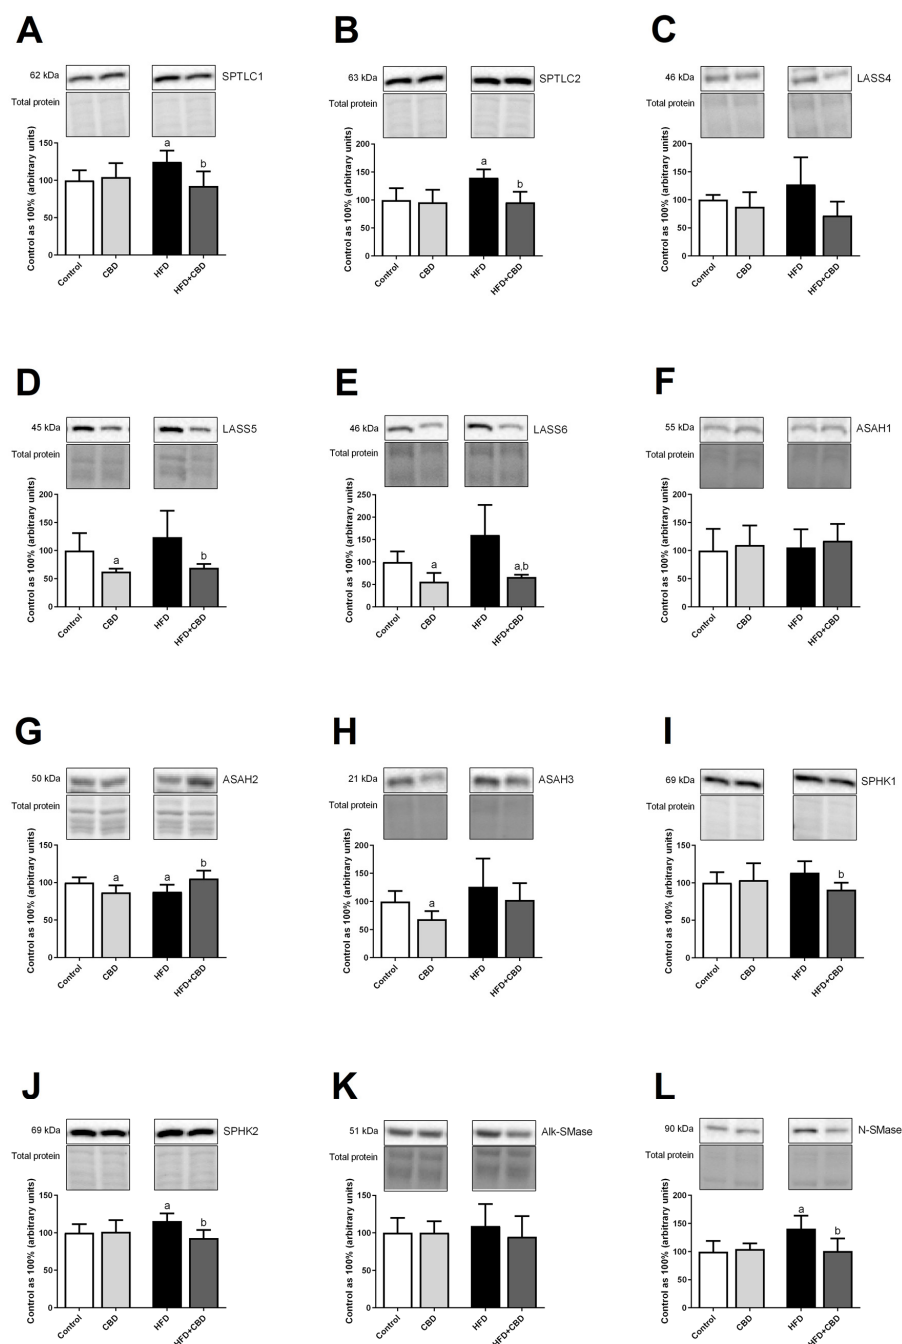 A
B
C
62 kDa
SPTLC1
Total protein
Control as 100% (arbitrary units)
150
100
50
0
a
b
Control
CBD
HFD
HFD+CBD
63 kDa
SPTLC2
Total protein
Control as 100% (arbitrary units)
200
150
100
50
0
a
b
Control
CBD
HFD
HFD+CBD
46 kDa
LASS4
Total protein
Control as 100% (arbitrary units)
200
150
100
50
0
Control
CBD
HFD
HFD+CBD
D
E
F
45 kDa
LASS5
Total protein
Control as 100% (arbitrary units)
200
150
100
50
0
a
b
Control
CBD
HFD
HFD+CBD
46 kDa
LASS6
Total protein
Control as 100% (arbitrary units)
250
200
150
100
50
0
a
a,b
Control
CBD
HFD
HFD+CBD
55 kDa
ASAH1
Total protein
Control as 100% (arbitrary units)
200
150
100
50
0
Control
CBD
HFD
HFD+CBD
G
H
I
50 kDa
ASAH2
Total protein
Control as 100% (arbitrary units)
150
100
50
0
a
a
b
Control
CBD
HFD
HFD+CBD
21 kDa
ASAH3
Total protein
Control as 100% (arbitrary units)
200
150
100
50
0
a
Control
CBD
HFD
HFD+CBD
69 kDa
SPHK1
Total protein
Control as 100% (arbitrary units)
150
100
50
0
b
Control
CBD
HFD
HFD+CBD
J
K
L
69 kDa
SPHK2
Total protein
Control as 100% (arbitrary units)
150
100
50
0
a
b
Control
CBD
HFD
HFD+CBD
51 kDa
Alk-SMase
Total protein
Control as 100% (arbitrary units)
150
100
50
0
Control
CBD
HFD
HFD+CBD
90 kDa
N-SMase
Total protein
Control as 100% (arbitrary units)
200
150
100
50
0
a
b
Control
CBD
HFD
HFD+CBD